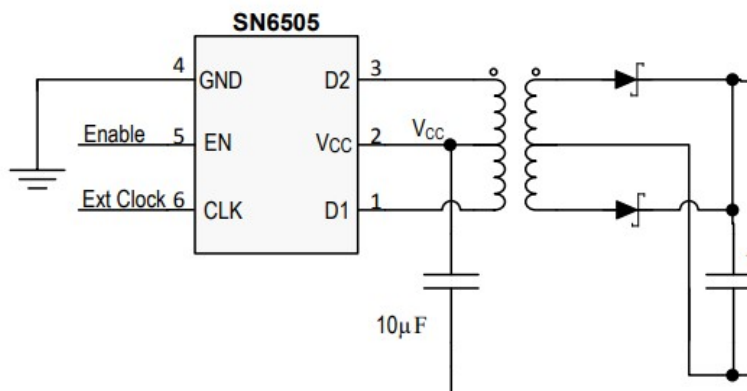 SN6505
4 GND D2 3
Enable 5 EN VCC 2 VCC
Ext Clock 6 CLK D1 1
10μF